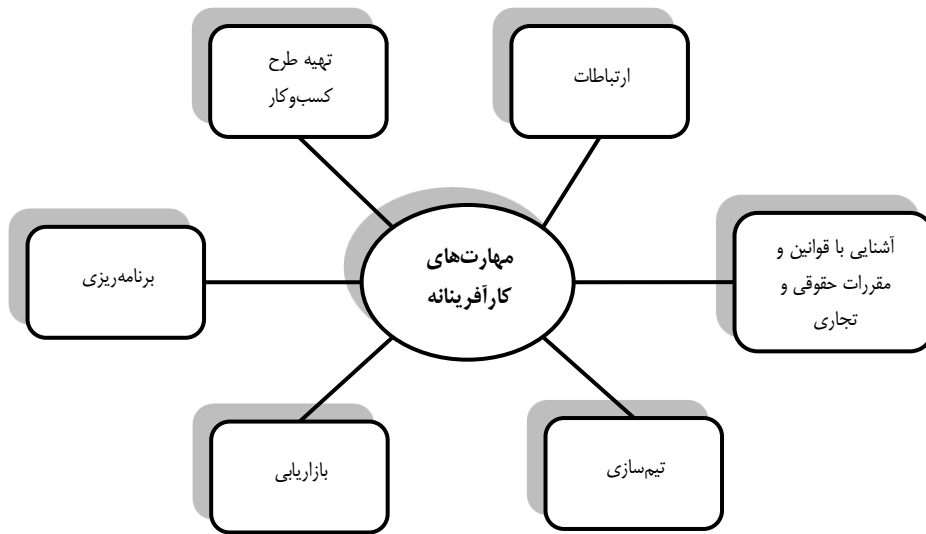 تهیه طرح
کسب‌وکار
ارتباطات
مهارت‌های
کارآفرینانه
آشنایی با قوانین و
مقررات حقوقی و
تجاری
برنامه‌ریزی
بازاریابی
تیم‌سازی